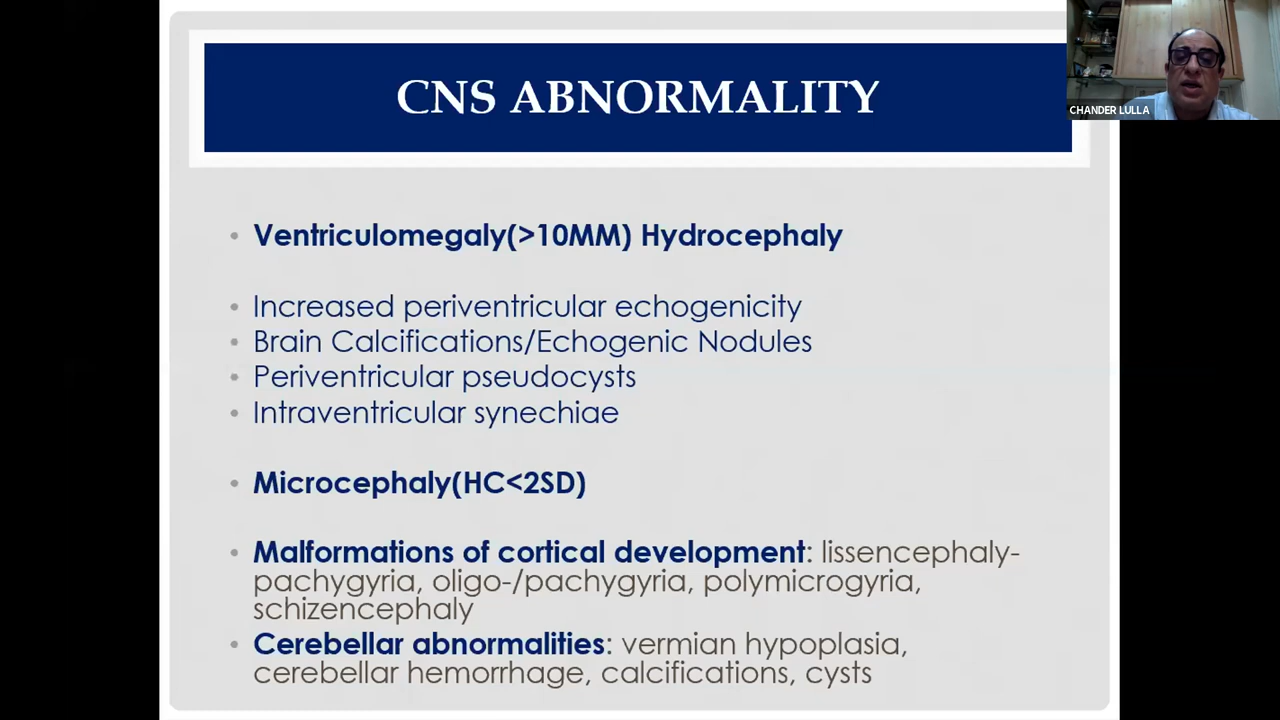 CNS ABNORMALITY
CHANDER LULLA
• Ventriculomegaly(>10MM) Hydrocephaly
• Increased periventricular echogenicity
• Brain Calcifications/Echogenic Nodules
• Periventricular pseudocysts
• Intraventricular synechiae
• Microcephaly(HC<2SD)
• Malformations of cortical development: lissencephaly-
pachygyria, oligo-/pachygyria, polymicrogyria,
schizencephaly
• Cerebellar abnormalities: vermian hypoplasia,
cerebellar hemorrhage, calcifications, cysts